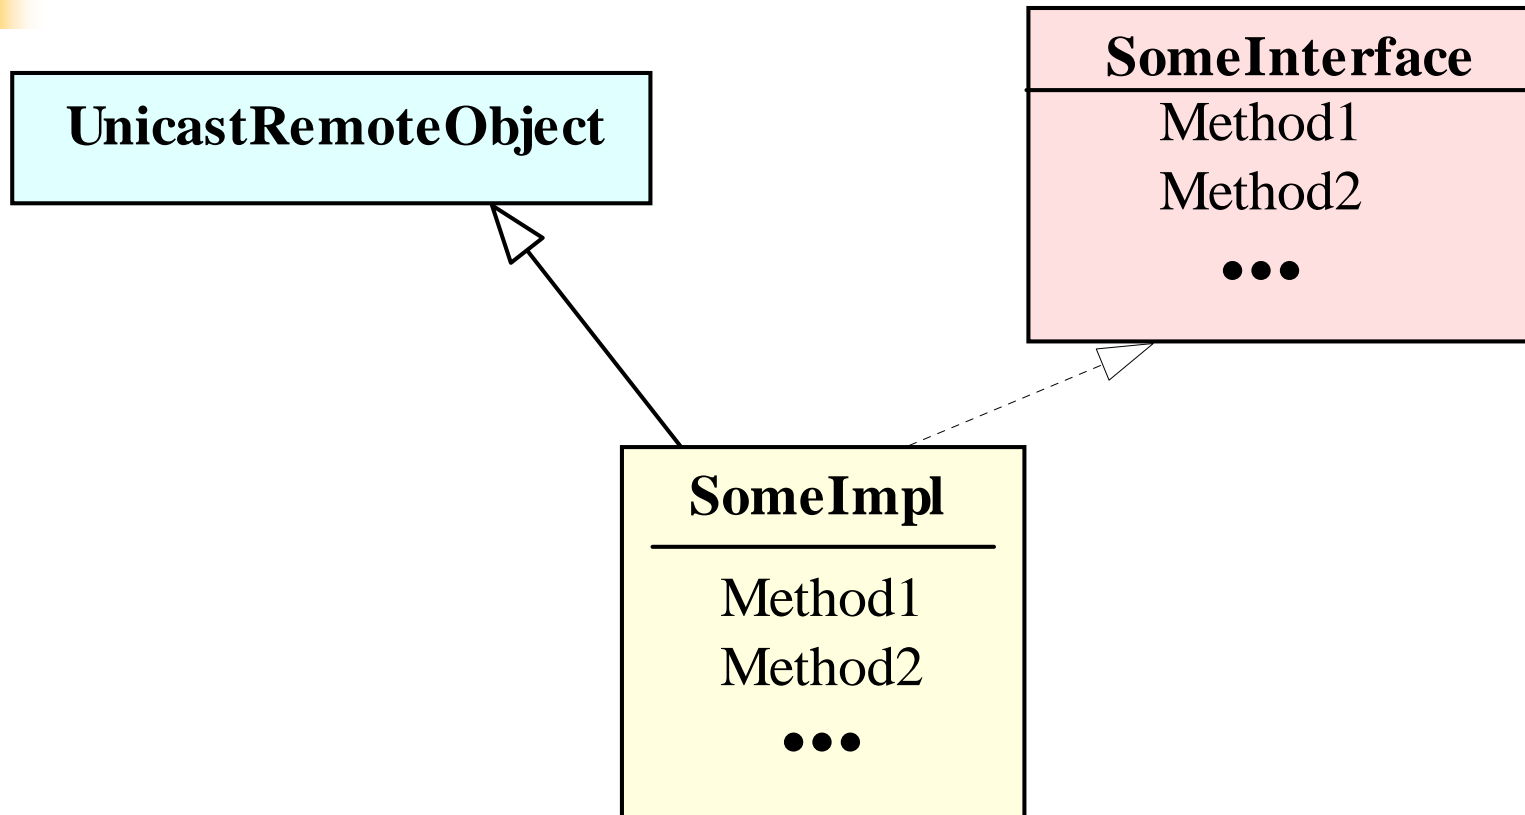 UnicastRemoteObject
SomeInterface
Method1
Method2
•••
SomeImpl
Method1
Method2
•••